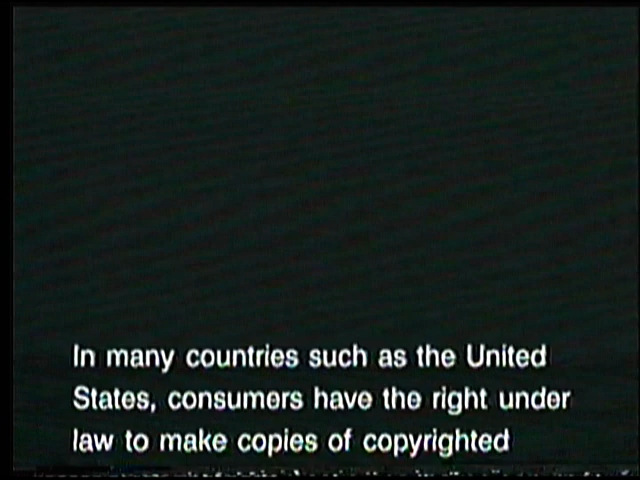 In many countries such as the United
States, consumers have the right under
law to make copies of copyrighted